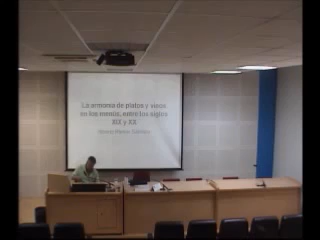 La armonía de platos y vinos
en los menús, entre los siglos
XIX y XX